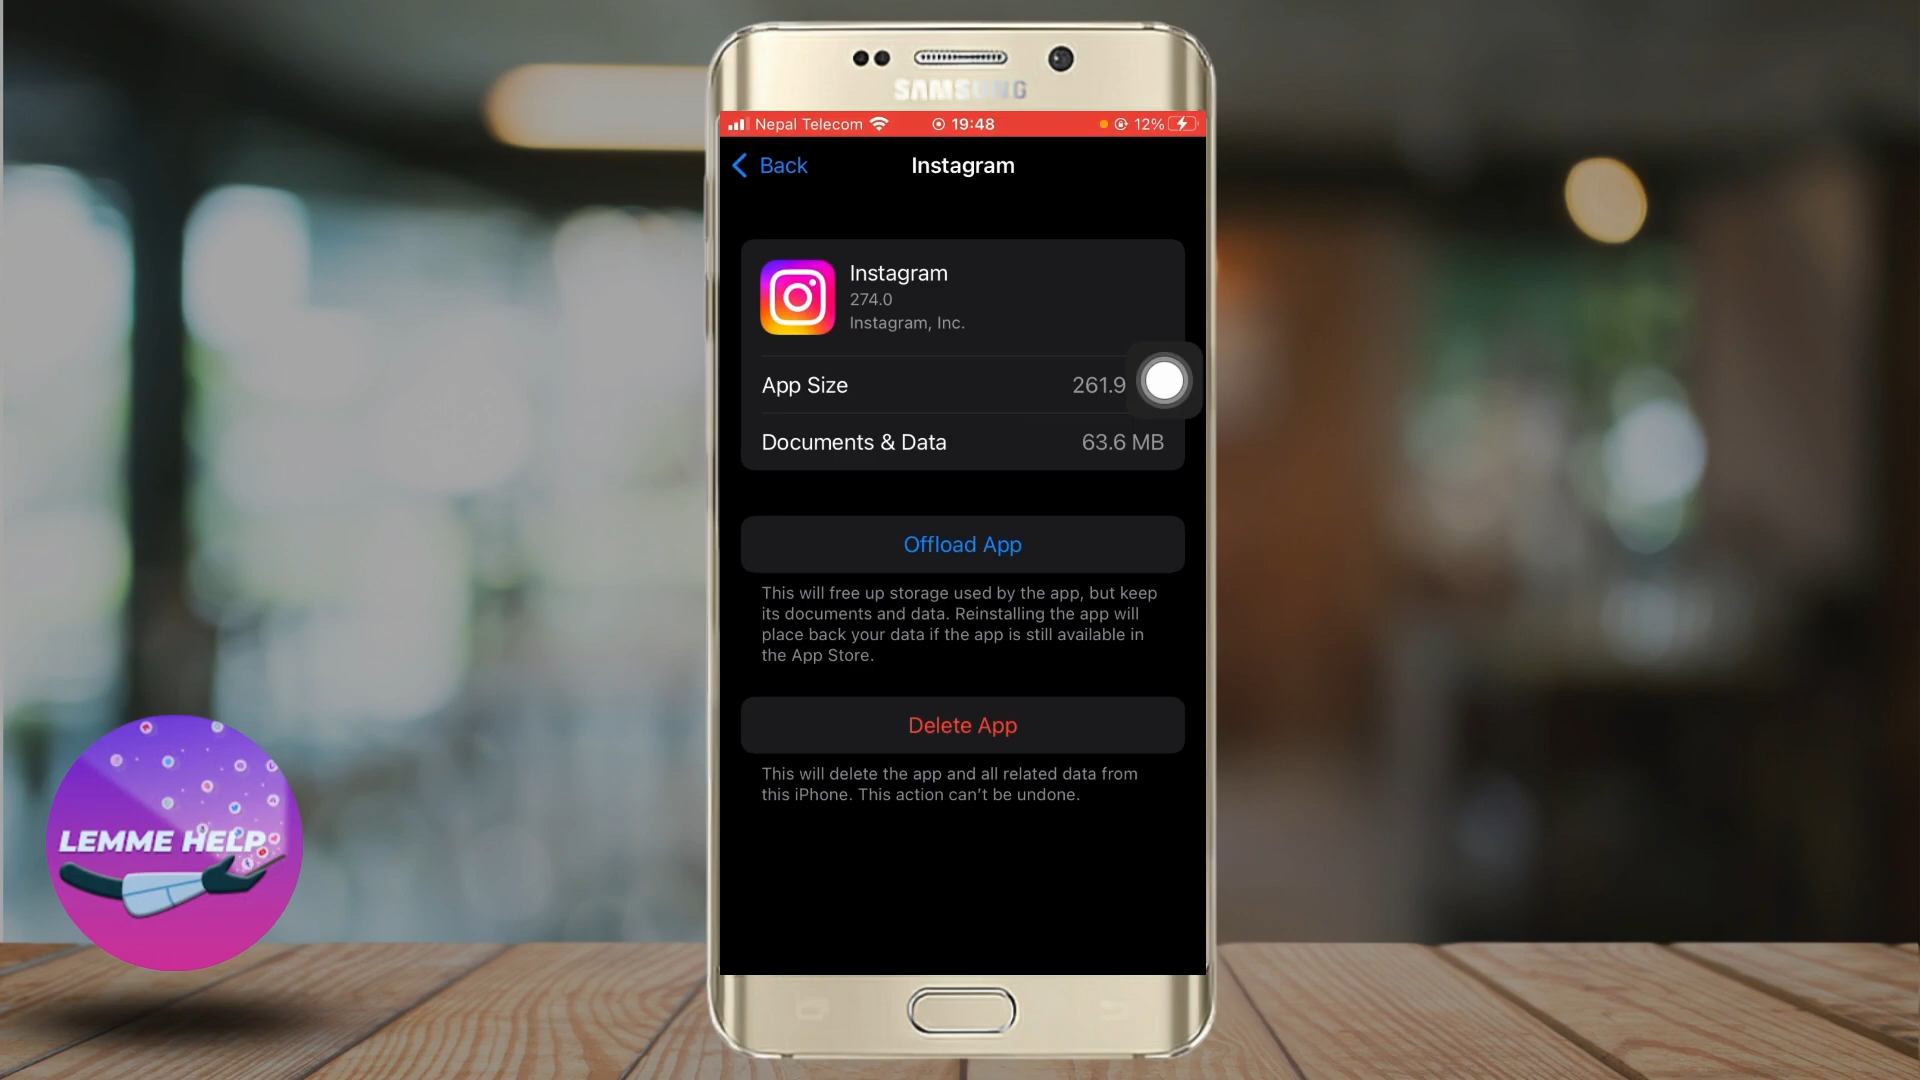 SAMSUNG
Nepal Telecom 19:48 12%
Back Instagram
Instagram
274.0
Instagram, Inc.
App Size 261.9
Documents & Data 63.6 MB
Offload App
This will free up storage used by the app, but keep
its documents and data. Reinstalling the app will
place back your data if the app is still available in
the App Store.
Delete App
This will delete the app and all related data from
this iPhone. This action can't be undone.
LEMME HELP